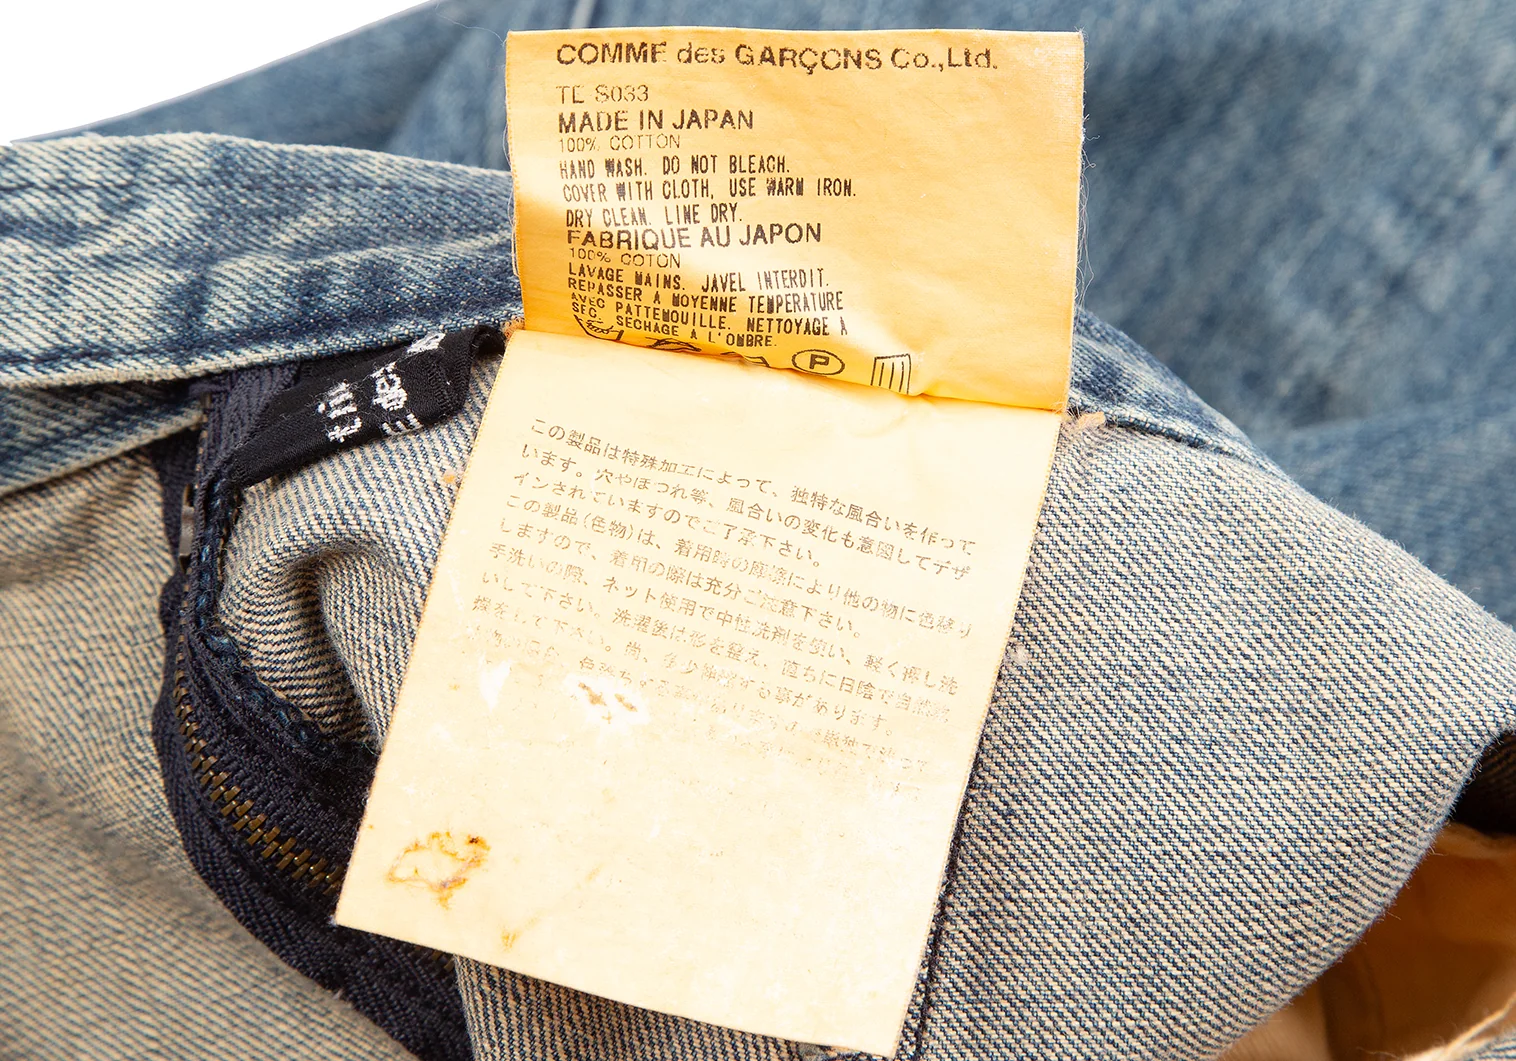 COMME des GARÇONS Co.,Ltd.
TE S033
MADE IN JAPAN
100% COTTON
HAND WASH. DO NOT BLEACH.
COVER WITH CLOTH, USE WARM IRON.
DRY CLEAN. LINE DRY.
FABRIQUE AU JAPON
100% COTON
LAVAGE MAINS. JAVEL INTERDIT.
REPASSER A MOYENNE TEMPERATURE
AVEC PATTEMOUILLE. NETTOYAGE A
SEC. SECHAGE A L'OMBRE.
P
tri
この製品は特殊加工によって、独特な風合いを作って
います。穴やほつれ等、風合いの変化も意図してデザ
インされていますのでご了承下さい。
この製品(色物)は、着用時の摩擦により他の物に色移り
しますので、着用の際は充分ご注意下さい。
手洗いの際、ネット使用で中性洗剤を使い、軽く押し洗
いして下さい。洗濯後は形を整え、直ちに日陰で自然乾
燥をして下さい。尚、多少伸縮する事があります。